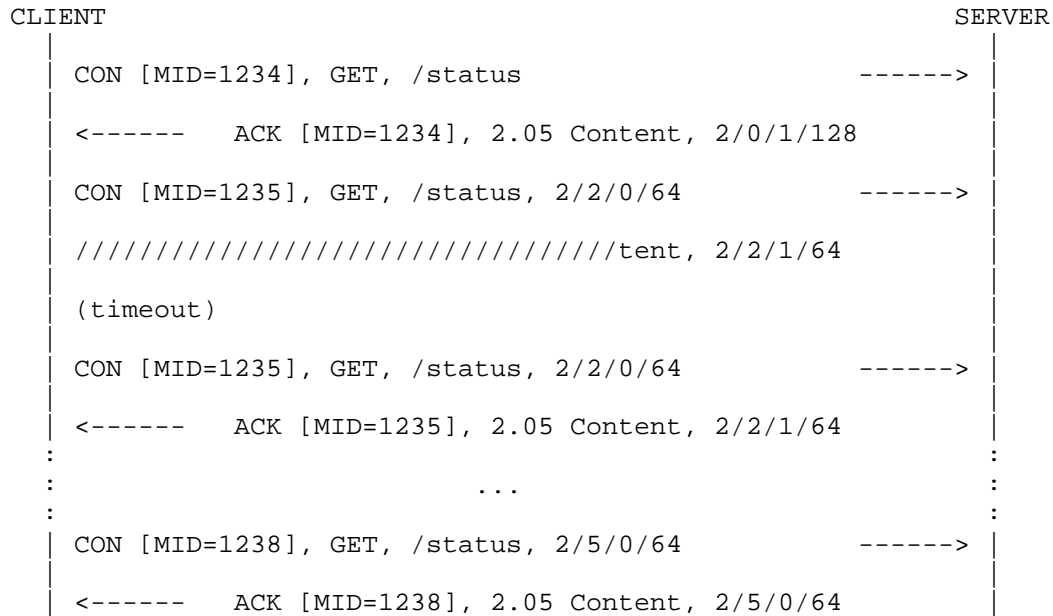 CLIENT                                                     SERVER
CON [MID=1234], GET, /status                      ------>
<------   ACK [MID=1234], 2.05 Content, 2/0/1/128
CON [MID=1235], GET, /status, 2/2/0/64            ------>
//////////////////////////////////tent, 2/2/1/64
(timeout)
CON [MID=1235], GET, /status, 2/2/0/64            ------>
<------   ACK [MID=1235], 2.05 Content, 2/2/1/64
:                                                          :
:                          ...                             :
:                                                          :
CON [MID=1238], GET, /status, 2/5/0/64            ------>
<------   ACK [MID=1238], 2.05 Content, 2/5/0/64